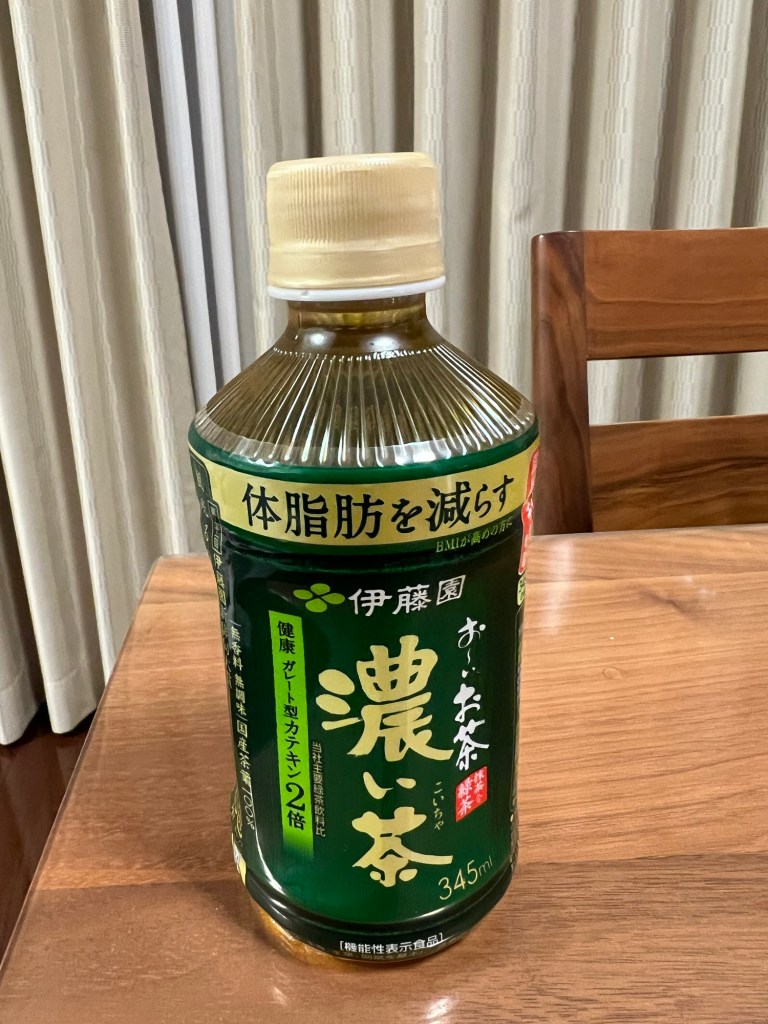 体脂肪を減らす
BMIが高めの方に
伊藤園
お〜いお茶
濃い茶
こいちゃ
抹茶入り
緑茶
健康 ガレート型カテキン2倍
当社主要緑茶飲料比
無香料 無調味 国産茶葉100%
345ml
[機能性表示食品]